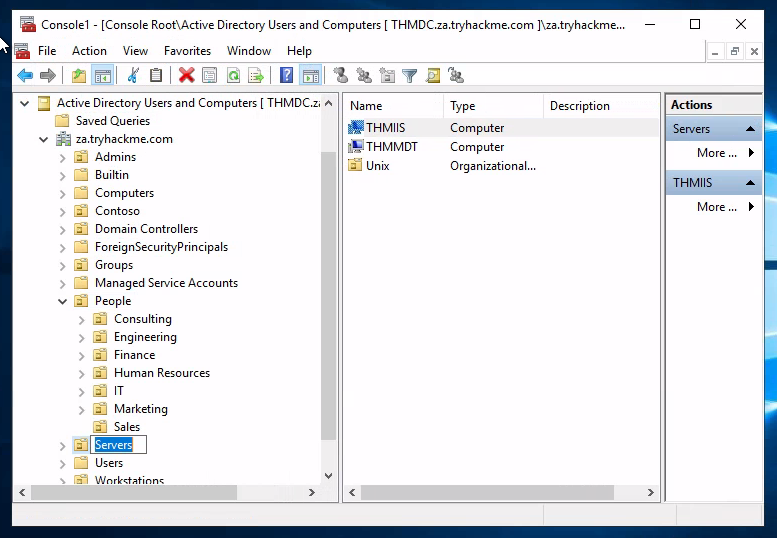 Console1 - [Console Root\Active Directory Users and Computers [ THMDC.za.tryhackme.com ]\za.tryhackme...
File Action View Favorites Window Help
Active Directory Users and Computers [ THMDC.za
Saved Queries
za.tryhackme.com
Admins
Builtin
Computers
Contoso
Domain Controllers
ForeignSecurityPrincipals
Groups
Managed Service Accounts
People
Consulting
Engineering
Finance
Human Resources
IT
Marketing
Sales
Servers
Users
Workstations
Name Type Description
THMIIS Computer
THMMDT Computer
Unix Organizational...
Actions
Servers
More ...
THMIIS
More ...